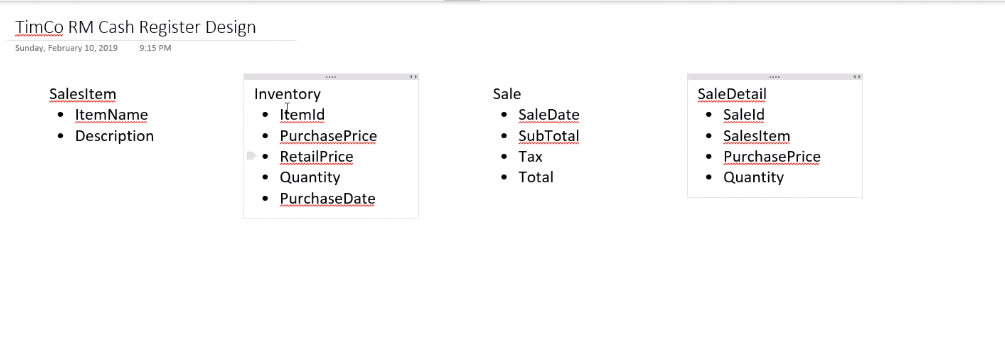 TimCo RM Cash Register Design
Sunday, February 10, 2019 9:15 PM
SalesItem
• ItemName
• Description
Inventory
• ItemId
• PurchasePrice
• RetailPrice
• Quantity
• PurchaseDate
Sale
• SaleDate
• SubTotal
• Tax
• Total
SaleDetail
• SaleId
• SalesItem
• PurchasePrice
• Quantity